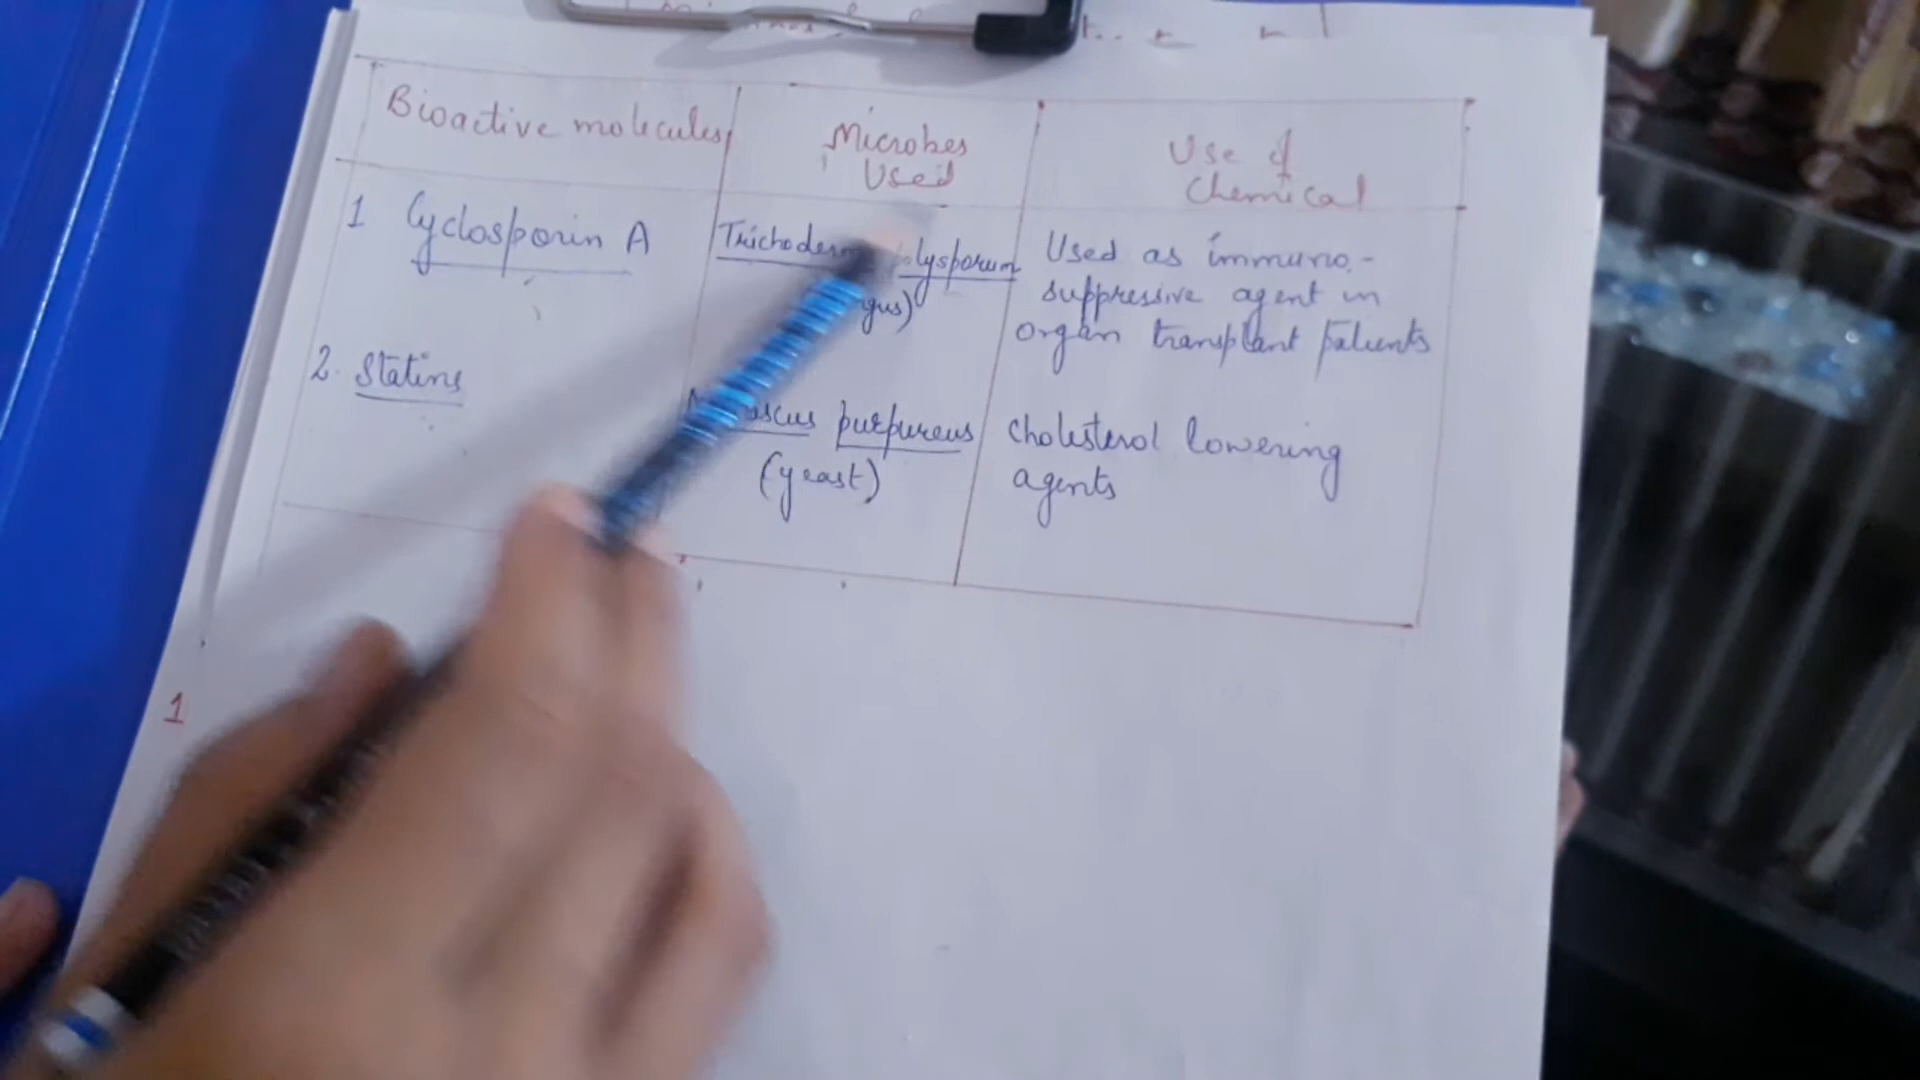 Bioactive molecules
Microbes
Used
Use of
Chemical
1 Cyclosporin A
Used as immuno-
suppressive agent in
organ transplant patients
2. Statins
purpureus
(yeast)
cholesterol lowering
agents
1